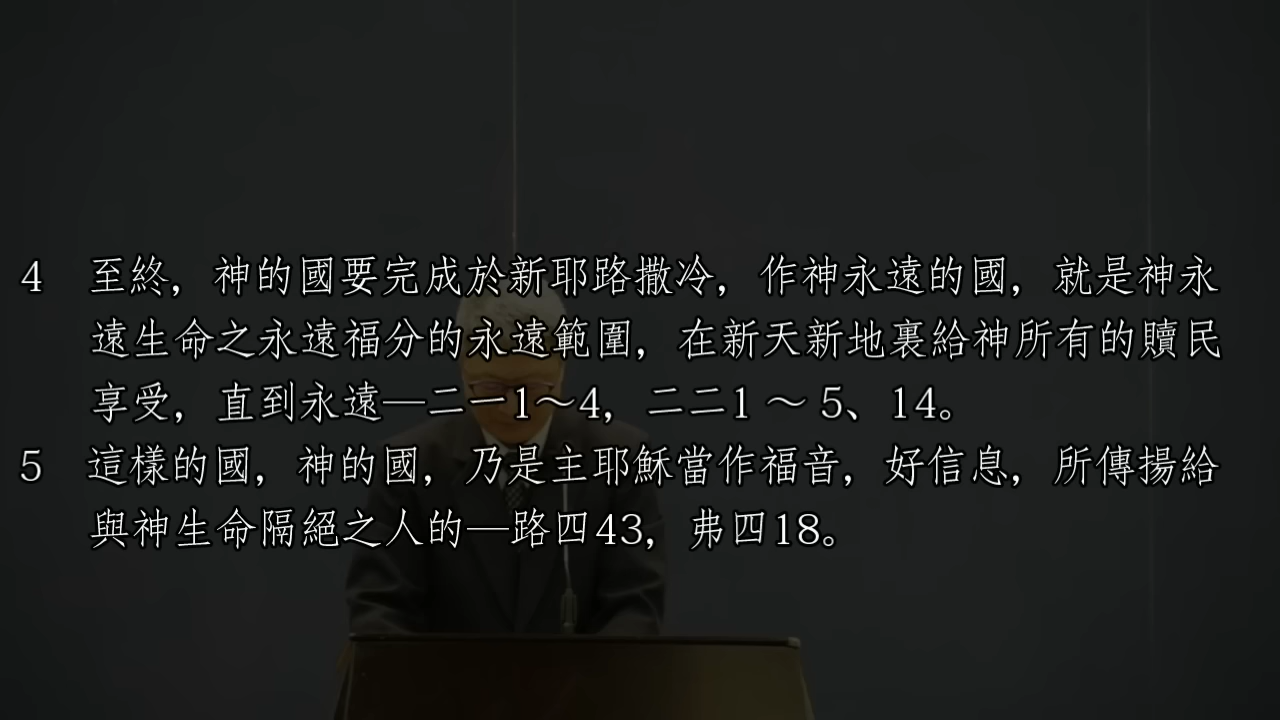 4 至終，神的國要完成於新耶路撒冷，作神永遠的國，就是神永
遠生命之永遠福分的永遠範圍，在新天新地裏給神所有的贖民
享受，直到永遠—二一1～4，二二1 ～ 5、14。
5 這樣的國，神的國，乃是主耶穌當作福音，好信息，所傳揚給
與神生命隔絕之人的—路四43，弗四18。